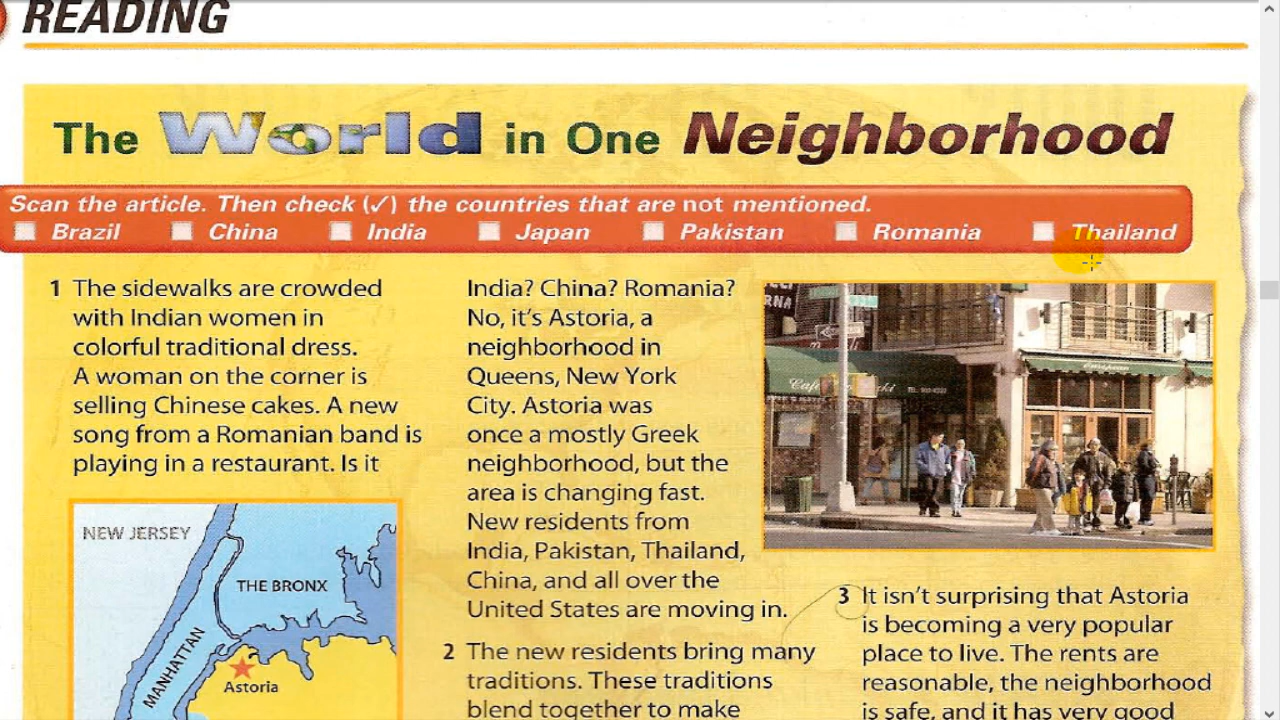 READING
The World in One Neighborhood
Scan the article. Then check (✓) the countries that are not mentioned.
Brazil China India Japan Pakistan Romania Thailand
1 The sidewalks are crowded
with Indian women in
colorful traditional dress.
A woman on the corner is
selling Chinese cakes. A new
song from a Romanian band is
playing in a restaurant. Is it
NEW JERSEY
THE BRONX
MANHATTAN
Astoria
India? China? Romania?
No, it's Astoria, a
neighborhood in
Queens, New York
City. Astoria was
once a mostly Greek
neighborhood, but the
area is changing fast.
New residents from
India, Pakistan, Thailand,
China, and all over the
United States are moving in.
2 The new residents bring many
traditions. These traditions
blend together to make
3 It isn't surprising that Astoria
is becoming a very popular
place to live. The rents are
reasonable, the neighborhood
is safe, and it has very good